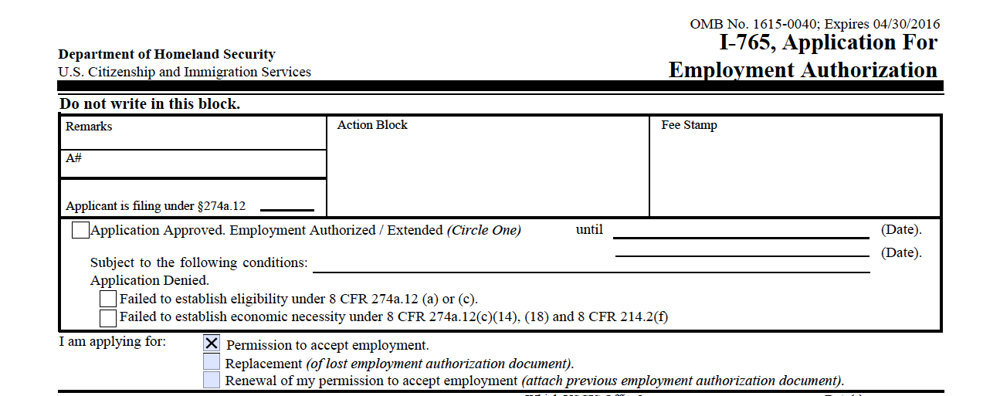 OMB No. 1615-0040; Expires 04/30/2016
I-765, Application For
Employment Authorization
Department of Homeland Security
U.S. Citizenship and Immigration Services
Do not write in this block.
Remarks
Action Block
Fee Stamp
A#
Applicant is filing under §274a.12
Application Approved. Employment Authorized / Extended (Circle One) until (Date).
(Date).
Subject to the following conditions:
Application Denied.
Failed to establish eligibility under 8 CFR 274a.12 (a) or (c).
Failed to establish economic necessity under 8 CFR 274a.12(c)(14), (18) and 8 CFR 214.2(f)
I am applying for:
Permission to accept employment.
Replacement (of lost employment authorization document).
Renewal of my permission to accept employment (attach previous employment authorization document).